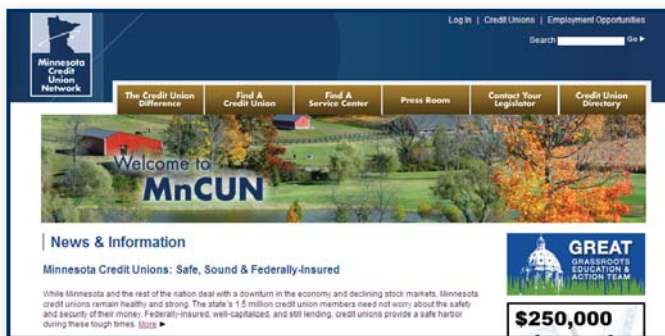 Log In | Credit Unions | Employment Opportunities
Search Go ►
Minnesota
Credit
Union
Network
The Credit Union
Difference
Find A
Credit Union
Find A
Service Center
Press Room
Contact Your
Legislator
Credit Union
Directory
Welcome to
MnCUN
News & Information
Minnesota Credit Unions: Safe, Sound & Federally-Insured
While Minnesota and the rest of the nation deal with a downturn in the economy and declining stock markets, Minnesota
credit unions remain healthy and strong. The state's 1.5 million credit union members need not worry about the safety
and security of their money. Federally-insured, well-capitalized, and still lending, credit unions provide a safe harbor
during these tough times. More ►
GREAT
GRASSROOTS
EDUCATION &
ACTION TEAM
$250,000